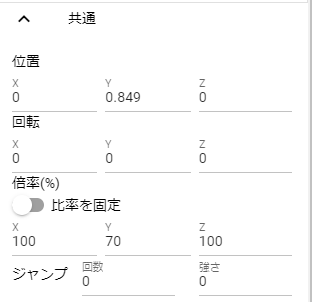 共通
位置
X Y Z
0 0.849 0
回転
X Y Z
0 0 0
倍率(%)
比率を固定
X Y Z
100 70 100
ジャンプ 回数 強さ
0 0